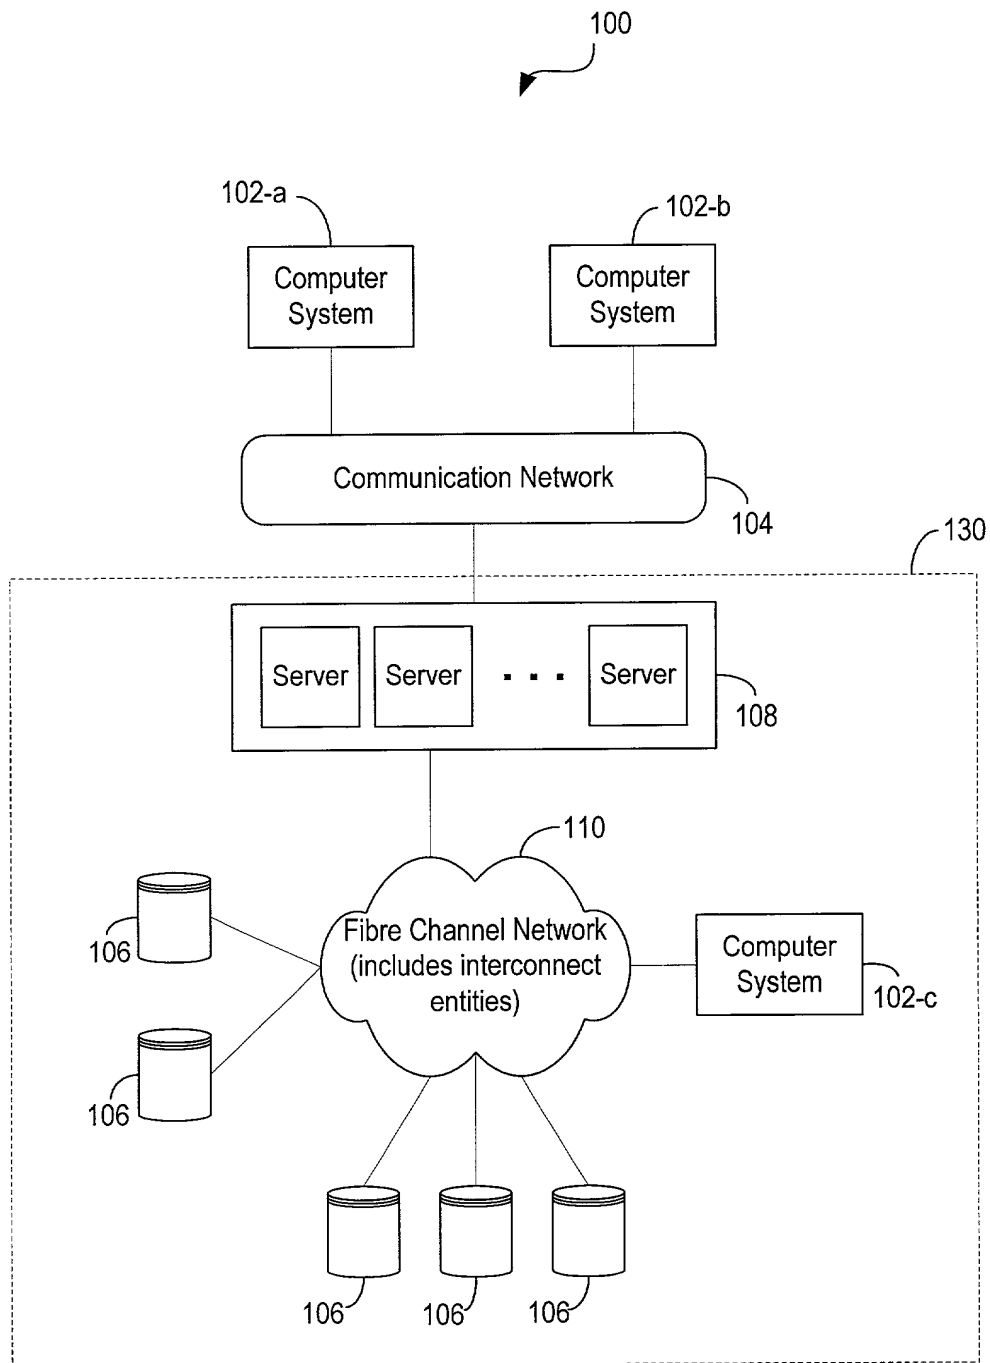 100
102-a
102-b
Computer
System
Computer
System
Communication Network
104
130
Server
Server
. . .
Server
108
110
Fibre Channel Network
(includes interconnect
entities)
106
Computer
System
102-c
106
106
106
106